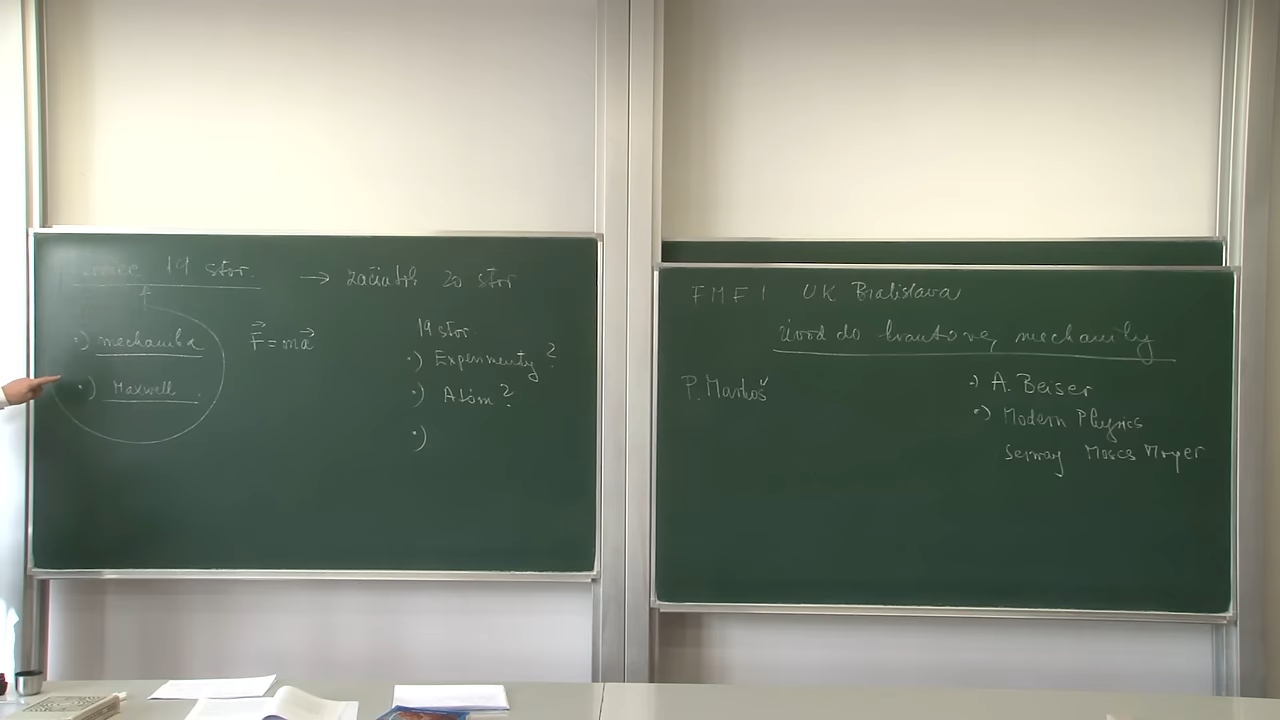 koniec 19 stor. → začiatok 20 stor
•) mechanika F = ma
•) Maxwell.
19 stor.
•) Experimenty?
•) Atóm?
•)
FMFI UK Bratislava
Úvod do kvantovej mechaniky
P. Markoš
•) A. Beiser
•) Modern Physics
Serway Moses Moyer